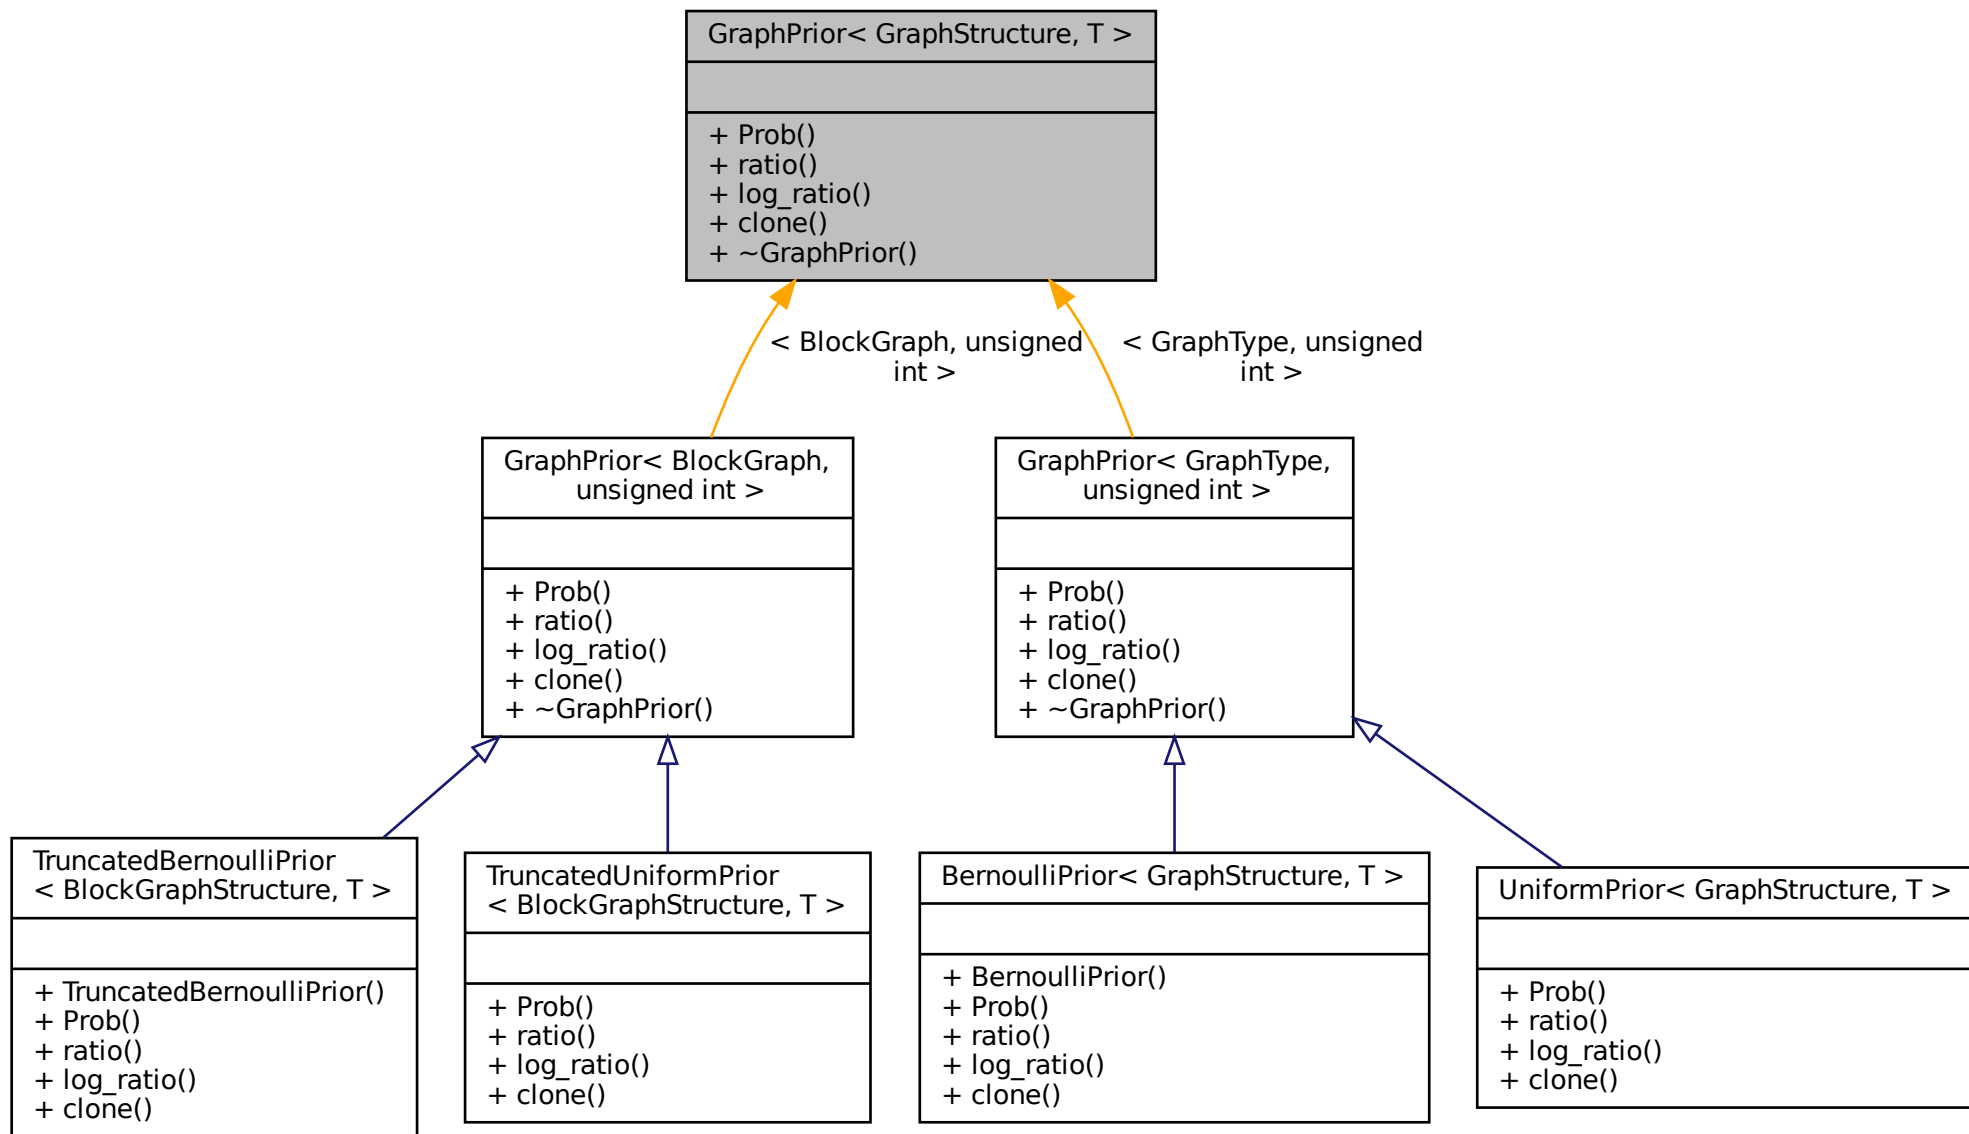 GraphPrior< GraphStructure, T >
+ Prob()
+ ratio()
+ log_ratio()
+ clone()
+ ~GraphPrior()
< BlockGraph, unsigned
int >
< GraphType, unsigned
int >
GraphPrior< BlockGraph,
unsigned int >
+ Prob()
+ ratio()
+ log_ratio()
+ clone()
+ ~GraphPrior()
GraphPrior< GraphType,
unsigned int >
+ Prob()
+ ratio()
+ log_ratio()
+ clone()
+ ~GraphPrior()
TruncatedBernoulliPrior
< BlockGraphStructure, T >
+ TruncatedBernoulliPrior()
+ Prob()
+ ratio()
+ log_ratio()
+ clone()
TruncatedUniformPrior
< BlockGraphStructure, T >
+ Prob()
+ ratio()
+ log_ratio()
+ clone()
BernoulliPrior< GraphStructure, T >
+ BernoulliPrior()
+ Prob()
+ ratio()
+ log_ratio()
+ clone()
UniformPrior< GraphStructure, T >
+ Prob()
+ ratio()
+ log_ratio()
+ clone()